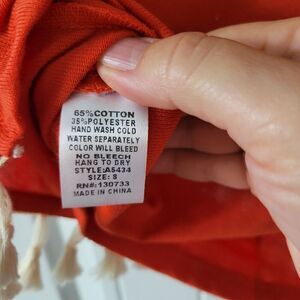 65%COTTON
35%POLYESTER
HAND WASH COLD
WATER SEPARATELY
COLOR WILL BLEED
NO BLEECH
HANG TO DRY
STYLE:A5434
SIZE: S
RN#:130733
MADE IN CHINA